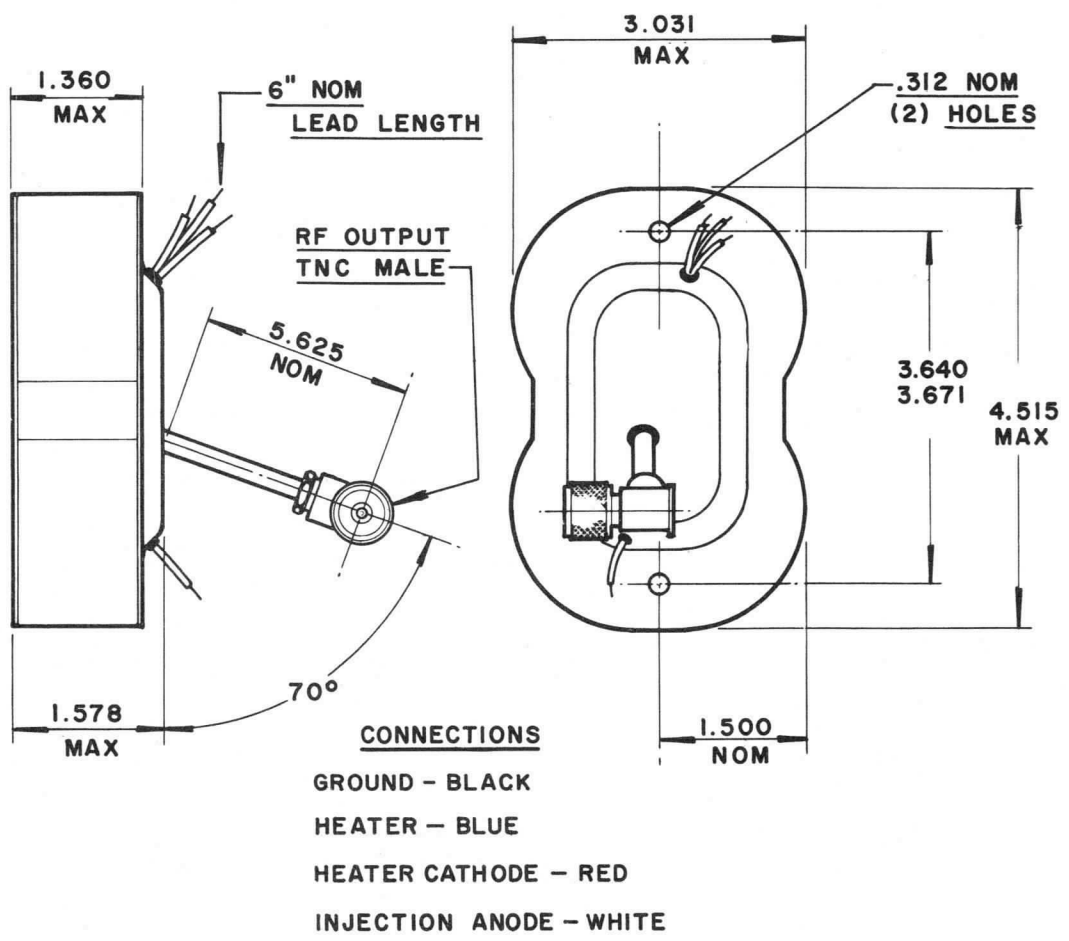 3.031
MAX
1.360
MAX
6" NOM
LEAD LENGTH
.312 NOM
(2) HOLES
RF OUTPUT
TNC MALE
5.625
NOM
3.640
3.671
4.515
MAX
70°
1.578
MAX
1.500
NOM
CONNECTIONS
GROUND - BLACK
HEATER - BLUE
HEATER CATHODE - RED
INJECTION ANODE - WHITE